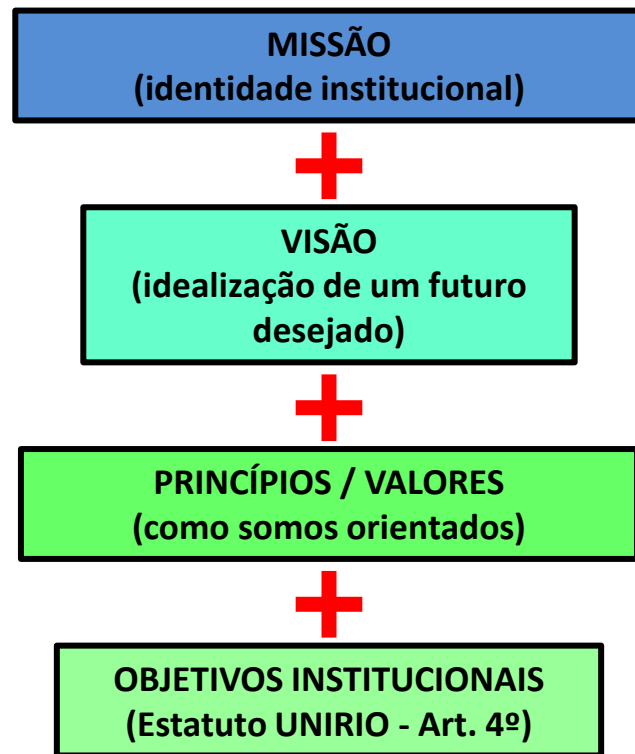 MISSÃO
(identidade institucional)
VISÃO
(idealização de um futuro
desejado)
PRINCÍPIOS / VALORES
(como somos orientados)
OBJETIVOS INSTITUCIONAIS
(Estatuto UNIRIO - Art. 4º)